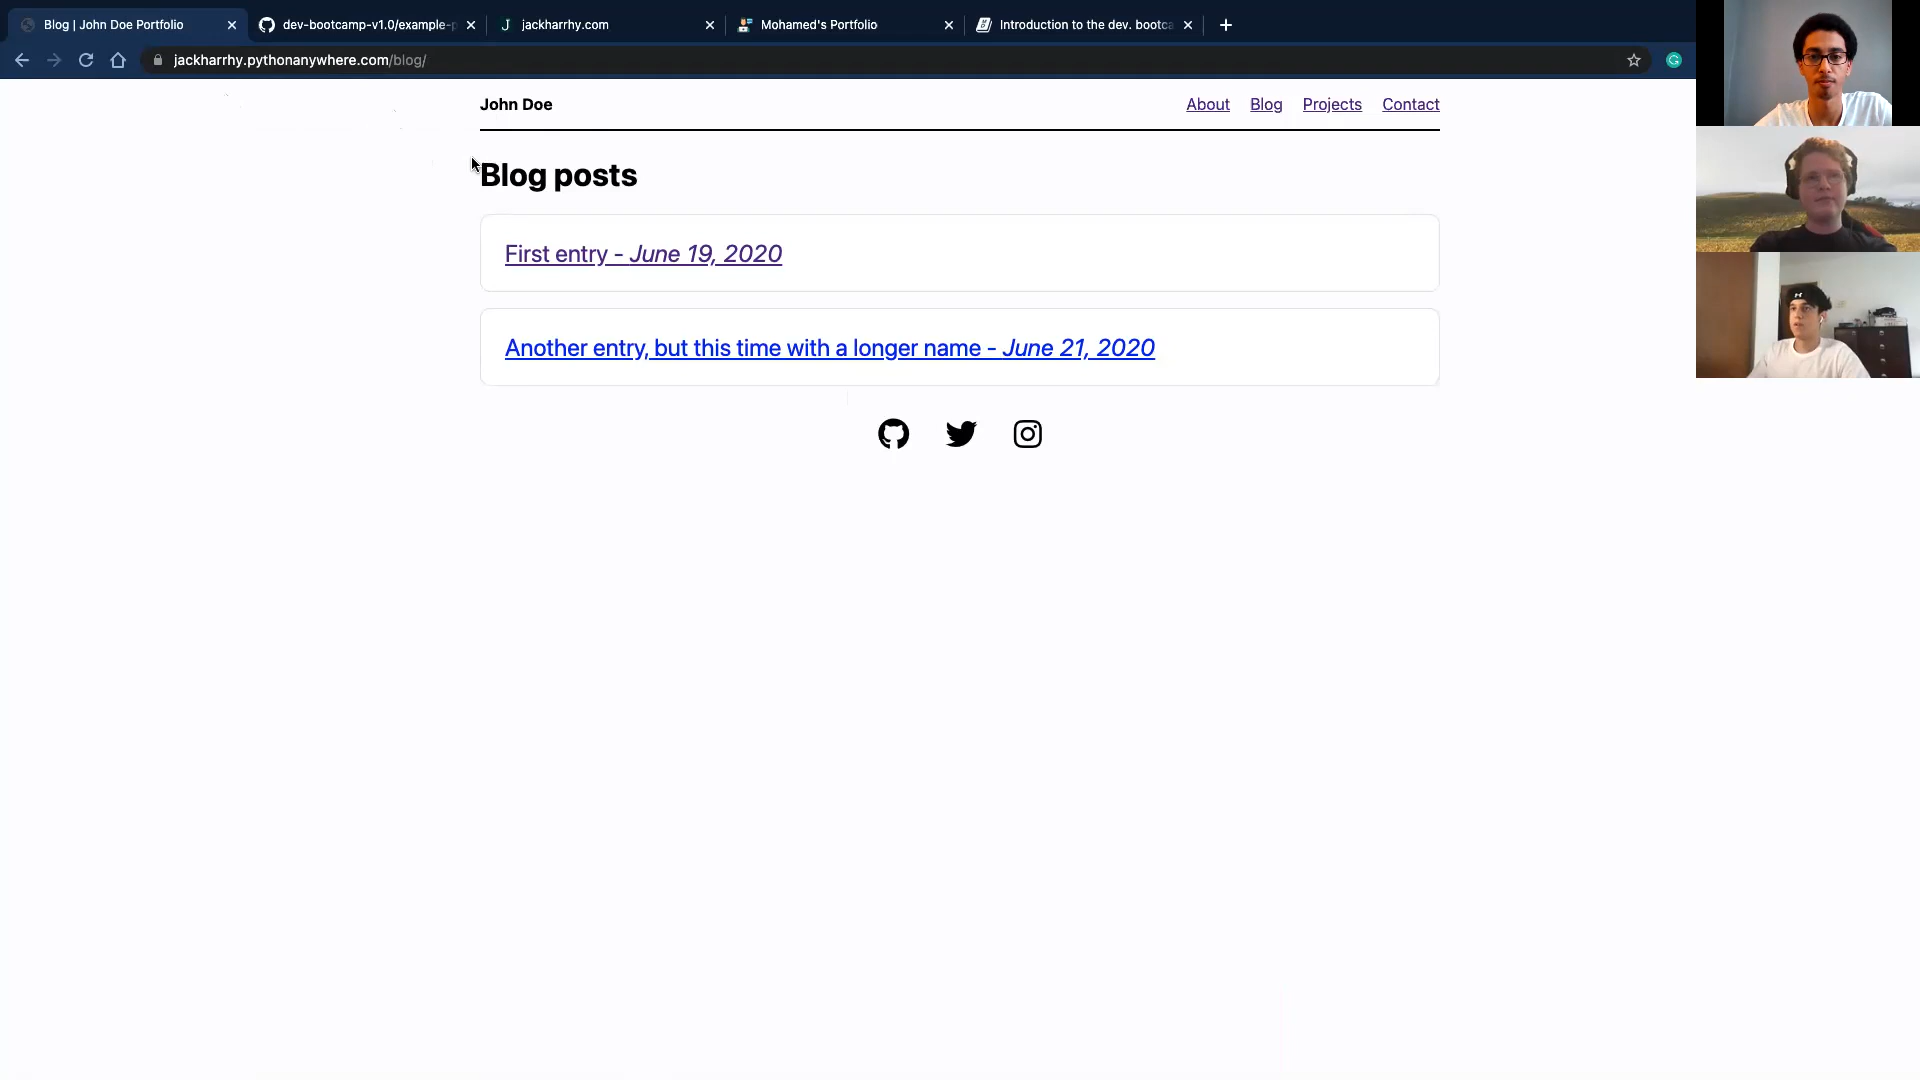 Blog | John Doe Portfolio
dev-bootcamp-v1.0/example-p
jackharrhy.com
Mohamed's Portfolio
Introduction to the dev. bootca
jackharrhy.pythonanywhere.com/blog/
John Doe
About Blog Projects Contact
Blog posts
First entry - June 19, 2020
Another entry, but this time with a longer name - June 21, 2020